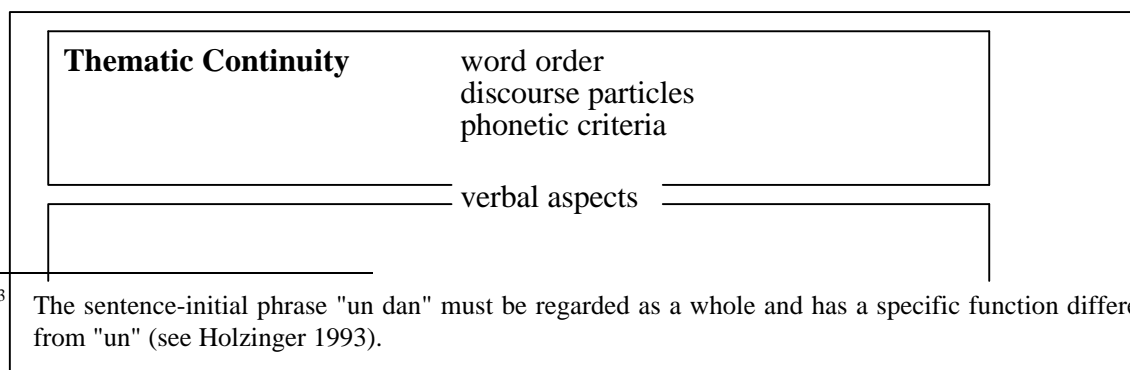 Thematic Continuity word order
discourse particles
phonetic criteria
verbal aspects
3 The sentence-initial phrase "un dan" must be regarded as a whole and has a specific function
from "un" (see Holzinger 1993).